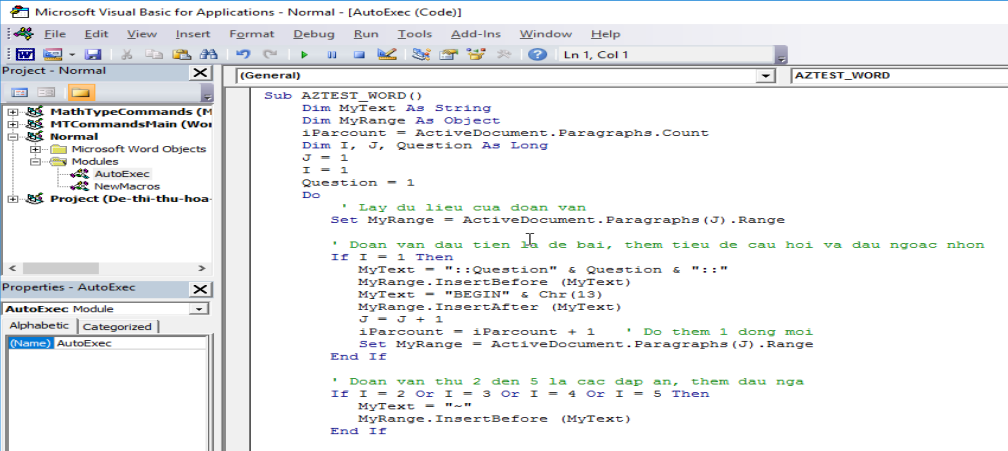 Microsoft Visual Basic for Applications - Normal - [AutoExec (Code)]
File Edit View Insert Format Debug Run Tools Add-Ins Window Help
Ln 1, Col 1
Project - Normal
MathTypeCommands (M
MTCommandsMain (Wor
Normal
Microsoft Word Objects
Modules
AutoExec
NewMacros
Project (De-thi-thu-hoa-
Properties - AutoExec
AutoExec Module
Alphabetic Categorized
(Name) AutoExec
(General) AZTEST_WORD
Sub AZTEST_WORD()
Dim MyText As String
Dim MyRange As Object
iParcount = ActiveDocument.Paragraphs.Count
Dim I, J, Question As Long
J = 1
I = 1
Question = 1
Do
' Lay du lieu cua doan van
Set MyRange = ActiveDocument.Paragraphs(J).Range
' Doan van dau tien la de bai, them tieu de cau hoi va dau ngoac nhon
If I = 1 Then
MyText = "::Question" & Question & "::"
MyRange.InsertBefore (MyText)
MyText = "BEGIN" & Chr(13)
MyRange.InsertAfter (MyText)
J = J + 1
iParcount = iParcount + 1 ' Do them 1 dong moi
Set MyRange = ActiveDocument.Paragraphs(J).Range
End If
' Doan van thu 2 den 5 la cac dap an, them dau nga
If I = 2 Or I = 3 Or I = 4 Or I = 5 Then
MyText = "~"
MyRange.InsertBefore (MyText)
End If